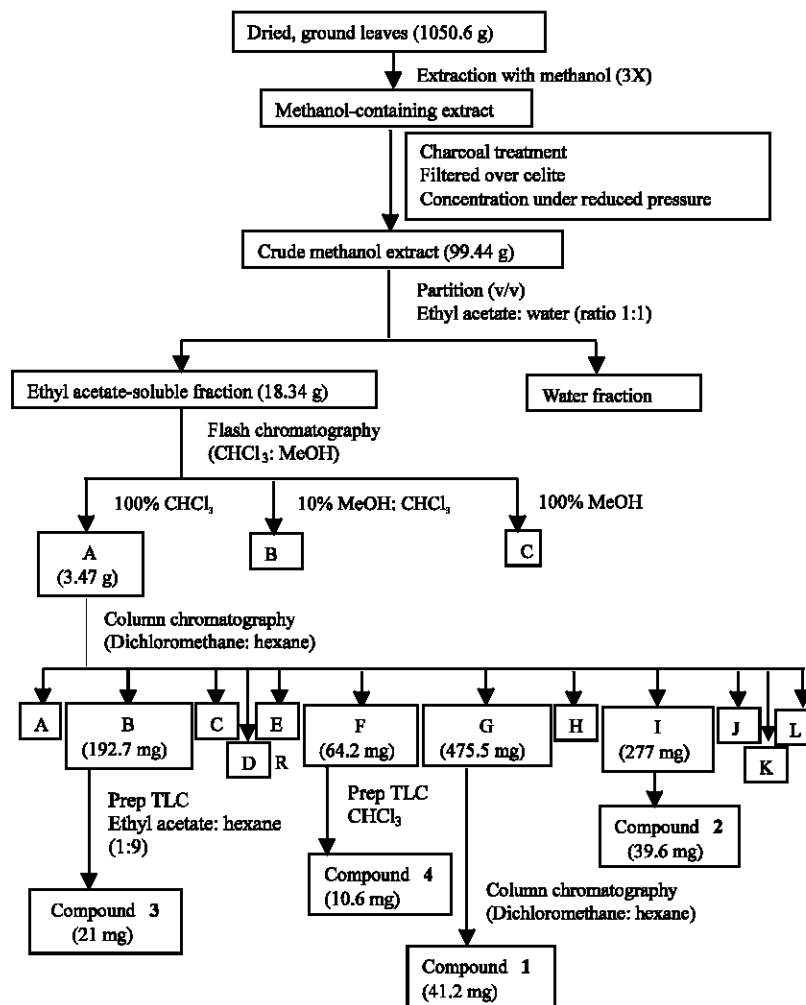 Dried, ground leaves (1050.6 g)
Extraction with methanol (3X)
Methanol-containing extract
Charcoal treatment
Filtered over celite
Concentration under reduced pressure
Crude methanol extract (99.44 g)
Partition (v/v)
Ethyl acetate: water (ratio 1:1)
Ethyl acetate-soluble fraction (18.34 g)
Water fraction
Flash chromatography
(CHCl₃: MeOH)
100% CHCl₃
10% MeOH: CHCl₃
100% MeOH
A
(3.47 g)
B
C
Column chromatography
(Dichloromethane: hexane)
A
B
(192.7 mg)
C
D
E
R
F
(64.2 mg)
G
(475.5 mg)
H
I
(277 mg)
J
K
L
Prep TLC
Ethyl acetate: hexane
(1:9)
Prep TLC
CHCl₃
Compound 2
(39.6 mg)
Compound 4
(10.6 mg)
Column chromatography
(Dichloromethane: hexane)
Compound 3
(21 mg)
Compound 1
(41.2 mg)